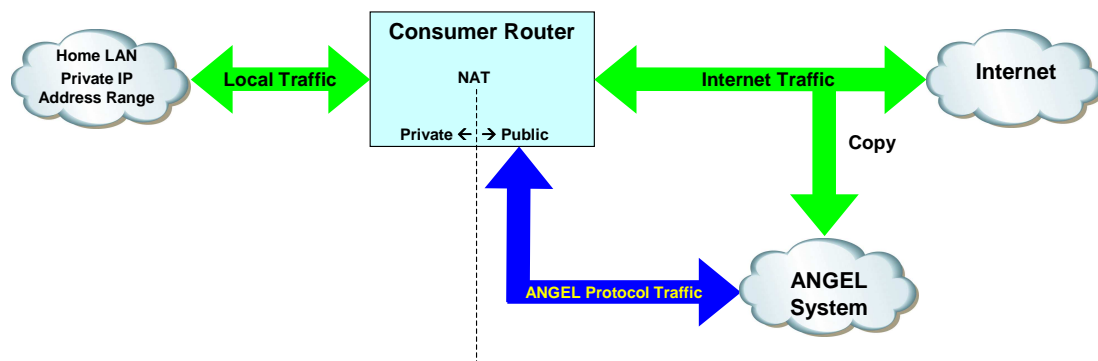 Home LAN
Private IP
Address Range
Local Traffic
Consumer Router
NAT
Private ← → Public
Internet Traffic
Internet
Copy
ANGEL Protocol Traffic
ANGEL
System